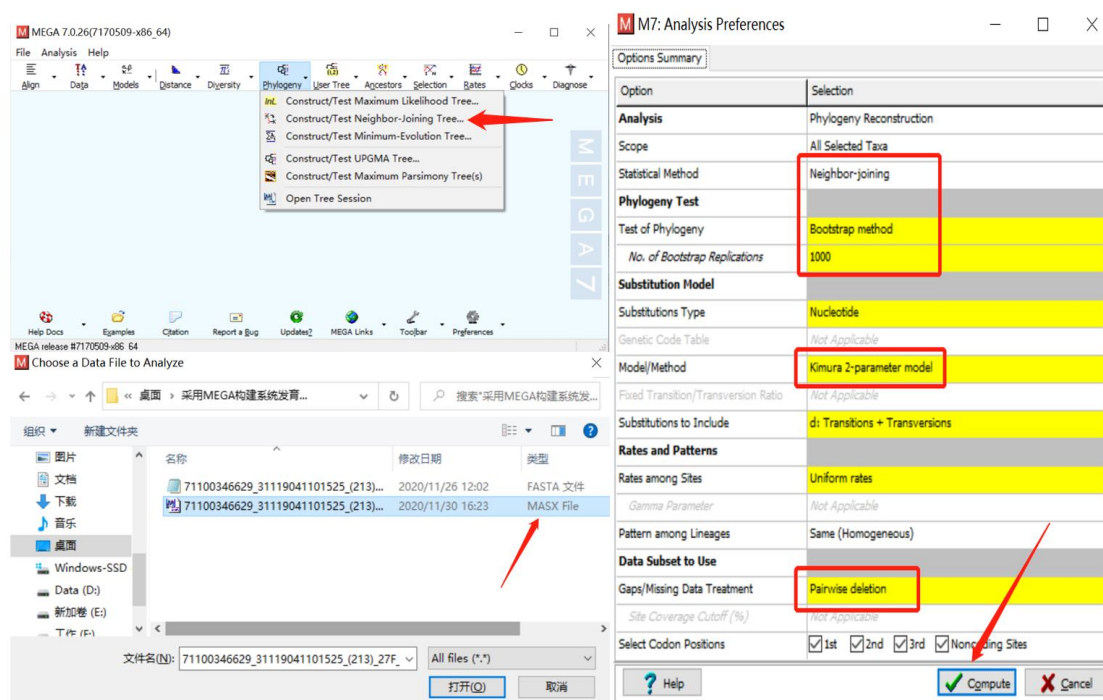 M MEGA 7.0.26(7170509-x86_64)
File Analysis Help
Align Data Models Distance Diversity Phylogeny User Tree Ancestors Selection Rates Clocks Diagnose
Construct/Test Maximum Likelihood Tree...
Construct/Test Neighbor-Joining Tree...
Construct/Test Minimum-Evolution Tree...
Construct/Test UPGMA Tree...
Construct/Test Maximum Parsimony Tree(s)
Open Tree Session
MEGA7
Help Docs Examples Citation Report a Bug Updates? MEGA Links Toolbar Preferences
MEGA release #7170509-x86 64
M Choose a Data File to Analyze
« 桌面 › 采用MEGA构建系统发育... 搜索"采用MEGA构建系统发...
组织 新建文件夹
名称 修改日期 类型
图片
文档
下载
音乐
桌面
Windows-SSD
Data (D:)
新加卷 (E:)
工作 (F:)
71100346629_31119041101525_(213)... 2020/11/26 12:02 FASTA 文件
71100346629_31119041101525_(213)... 2020/11/30 16:23 MASX File
文件名(N): 71100346629_31119041101525_(213)_27F_ All files (*.*)
打开(O) 取消
M M7: Analysis Preferences
Options Summary
Option Selection
Analysis Phylogeny Reconstruction
Scope All Selected Taxa
Statistical Method Neighbor-joining
Phylogeny Test
Test of Phylogeny Bootstrap method
No. of Bootstrap Replications 1000
Substitution Model
Substitutions Type Nucleotide
Genetic Code Table Not Applicable
Model/Method Kimura 2-parameter model
Fixed Transition/Transversion Ratio Not Applicable
Substitutions to Include d: Transitions + Transversions
Rates and Patterns
Rates among Sites Uniform rates
Gamma Parameter Not Applicable
Pattern among Lineages Same (Homogeneous)
Data Subset to Use
Gaps/Missing Data Treatment Pairwise deletion
Site Coverage Cutoff (%) Not Applicable
Select Codon Positions 1st 2nd 3rd Noncoding Sites
Help Compute Cancel